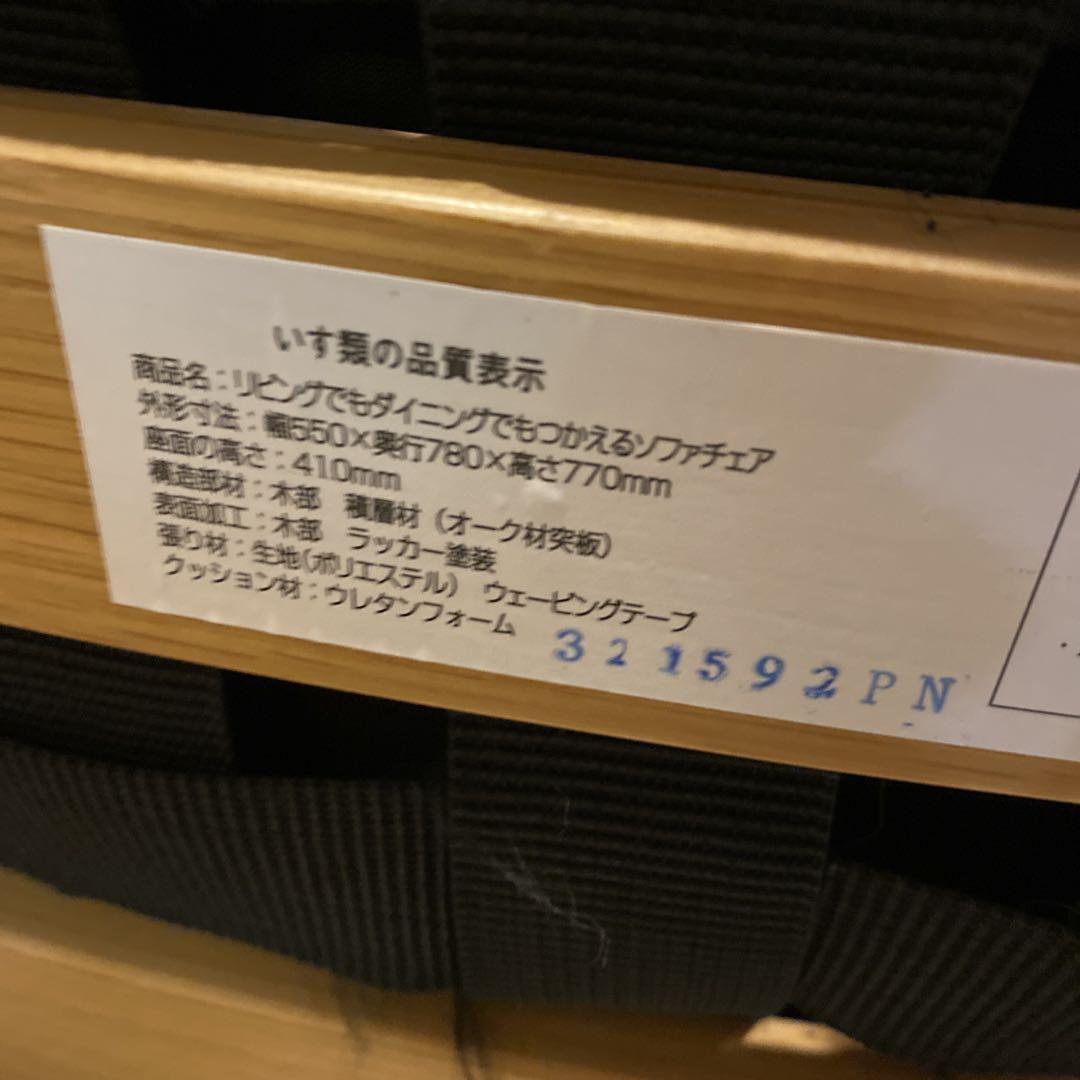 いす類の品質表示
商品名：リビングでもダイニングでもつかえるソファチェア
外形寸法：幅550×奥行780×高さ770mm
座面の高さ：410mm
構造部材：木部　積層材（オーク材突板）
表面加工：木部　ラッカー塗装
張り材：生地（ポリエステル）　ウェービングテープ
クッション材：ウレタンフォーム
321592PN